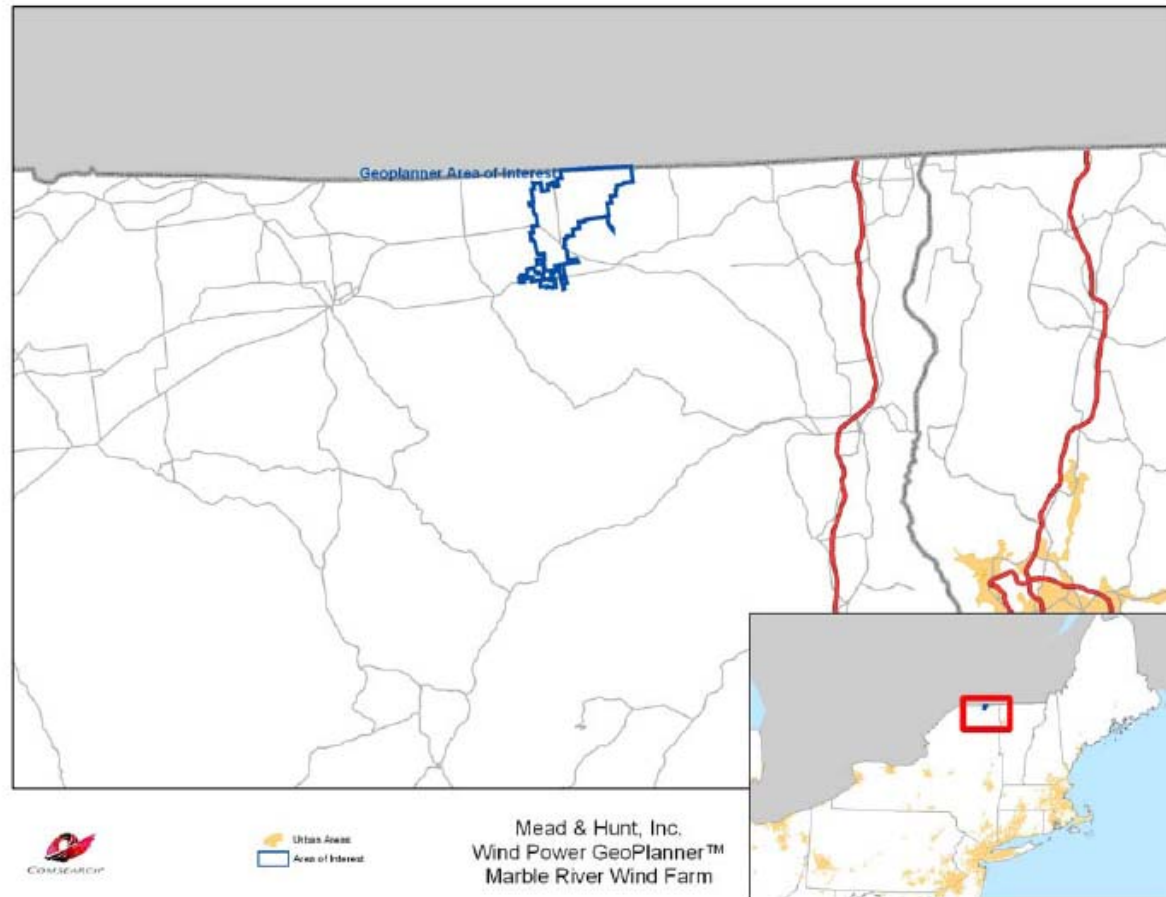 Geoplanner Area of Interest
COMSEARCH
Urban Areas
Area of Interest
Mead & Hunt, Inc.
Wind Power GeoPlanner™
Marble River Wind Farm